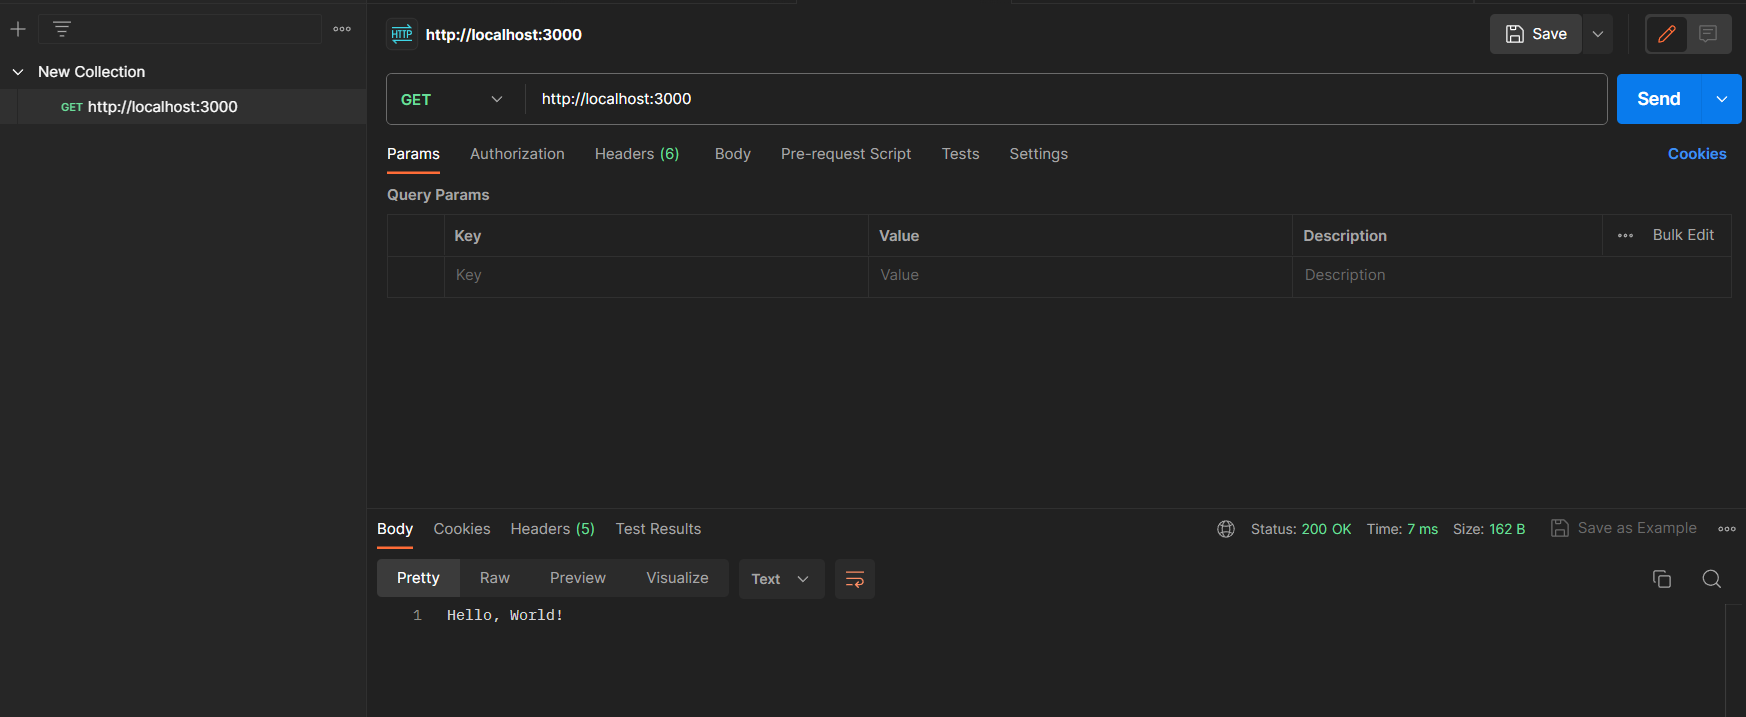 HTTP http://localhost:3000 Save
New Collection
GET http://localhost:3000
GET http://localhost:3000 Send
Params Authorization Headers (6) Body Pre-request Script Tests Settings Cookies
Query Params
Key Value Description Bulk Edit
Key Value Description
Body Cookies Headers (5) Test Results Status: 200 OK Time: 7 ms Size: 162 B Save as Example
Pretty Raw Preview Visualize Text
1 Hello, World!